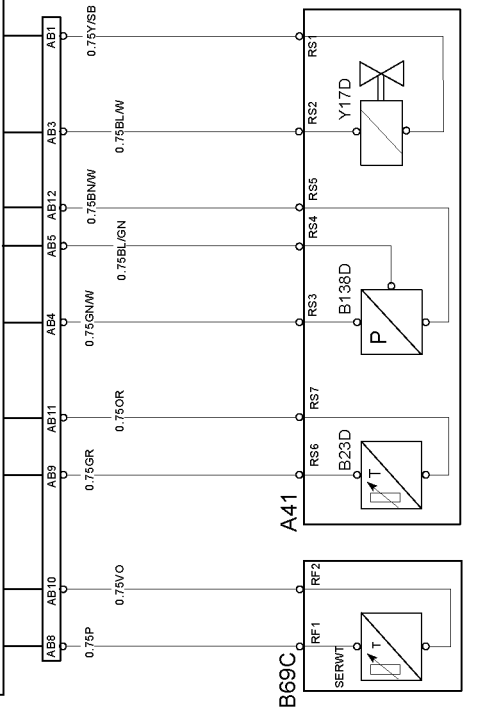 AB1
0.75Y/SB
RS1
AB3
0.75BL/W
RS2
Y17D
AB12
0.75BN/W
RS5
AB5
0.75BL/GN
RS4
AB4
0.75GN/W
RS3
B138D
P
AB11
0.75OR
RS7
AB9
0.75GR
RS6
B23D
T
A41
AB10
0.75VO
RF2
AB8
0.75P
RF1
SERWT
T
B69C